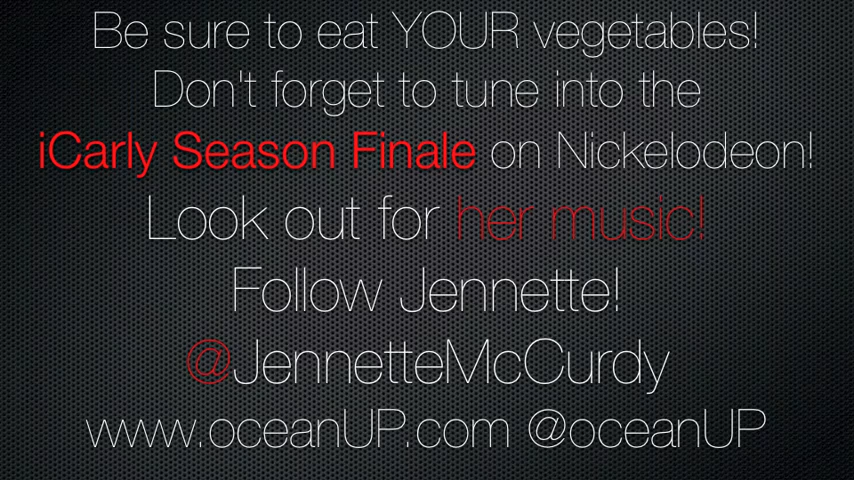 Be sure to eat YOUR vegetables!
Don't forget to tune into the
iCarly Season Finale on Nickelodeon!
Look out for her music!
Follow Jennette!
@JennetteMcCurdy
www.oceanUP.com @oceanUP